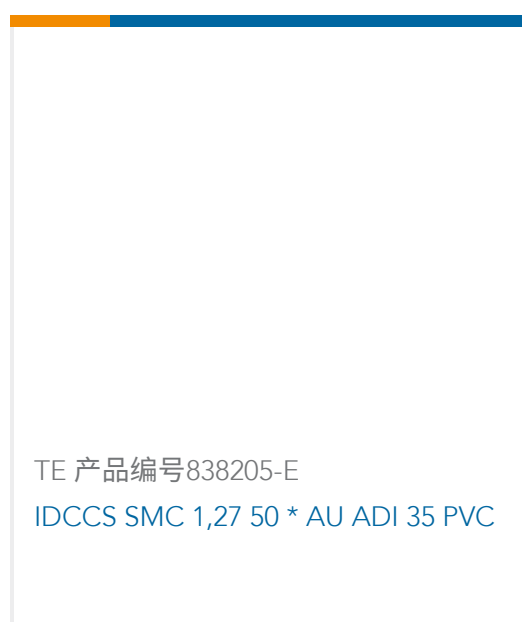 TE 产品编号838205-E
IDCCS SMC 1,27 50 * AU ADI 35 PVC